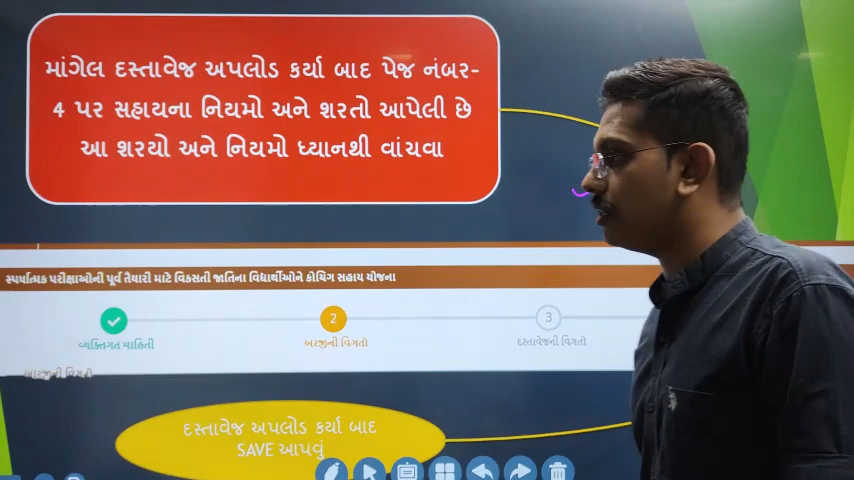 માંગેલ દસ્તાવેજ અપલોડ કર્યા બાદ પેજ નંબર-
4 પર સહાયના નિયમો અને શરતો આપેલી છે
આ શરયો અને નિયમો ધ્યાનથી વાંચવા
સ્પર્ધાત્મક પરીક્ષાઓની પૂર્વ તૈયારી માટે વિકસતી જાતિના વિદ્યાર્થીઓને કોચિંગ સહાય યોજના
2
3
વ્યક્તિગત માહિતી
અરજીની વિગતો
દસ્તાવેજની વિગતો
દસ્તાવેજ અપલોડ કર્યા બાદ
SAVE આપવું